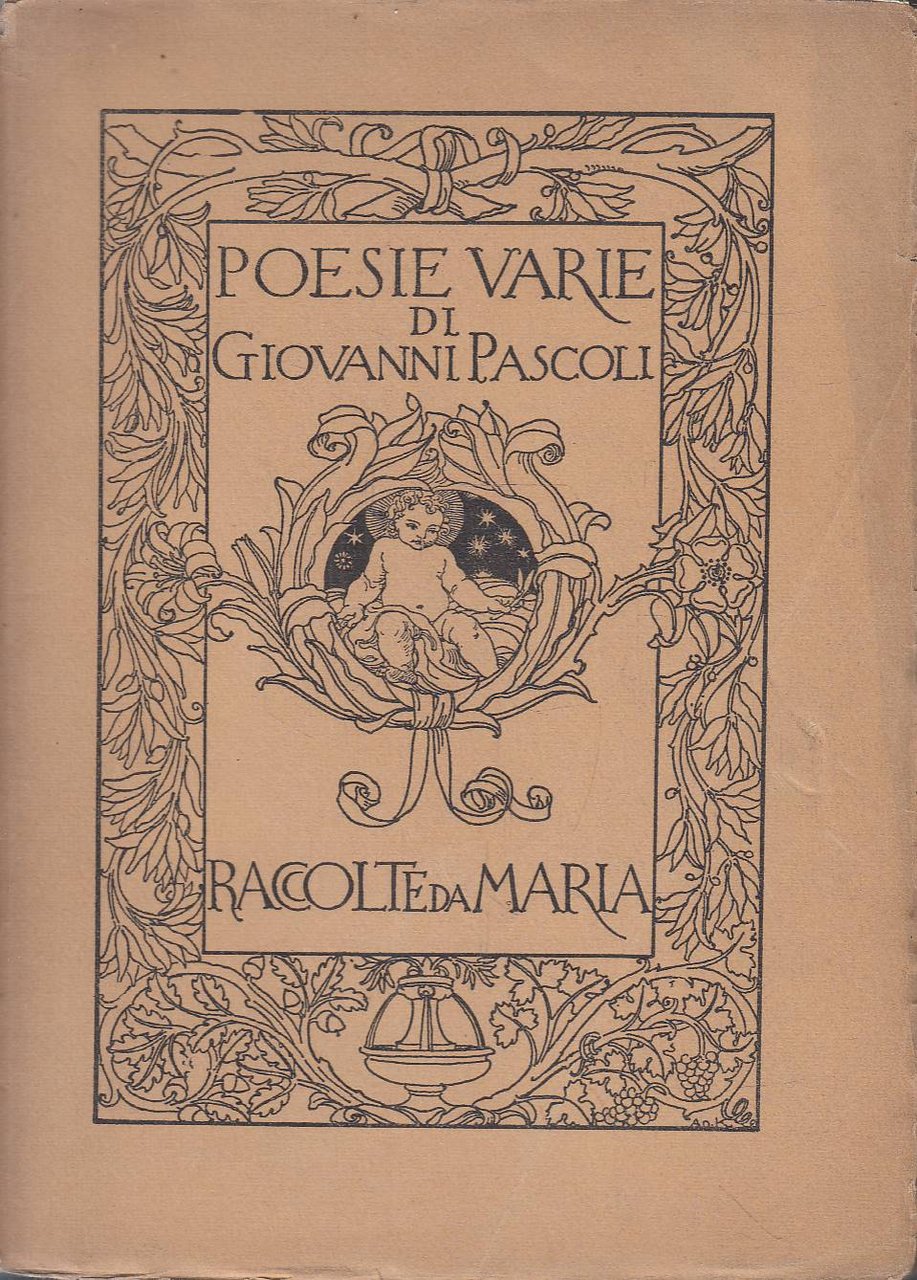 POESIE VARIE
DI
GIOVANNI PASCOLI
RACCOLTE DA MARIA